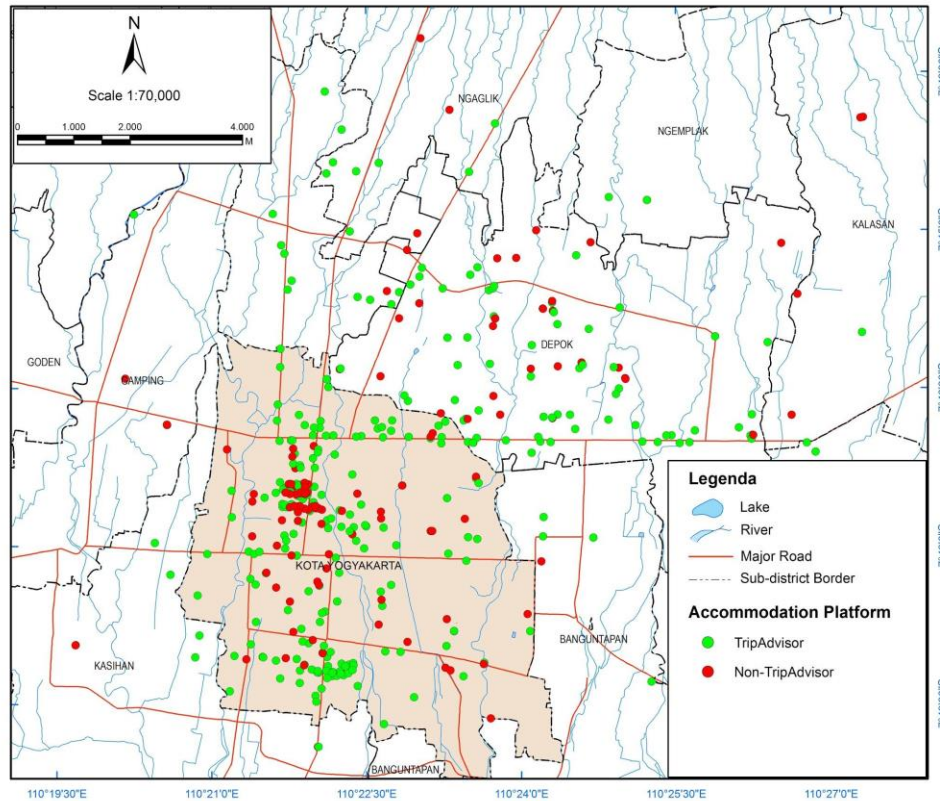 N
Scale 1:70,000
0 1.000 2.000 4.000
M
NGAGLIK
NGEMPLAK
KALASAN
GODEN
GAMPING
DEPOK
KOTA YOGYAKARTA
KASIHAN
BANGUNTAPAN
BANGUNTAPAN
Legenda
Lake
River
Major Road
Sub-district Border
Accommodation Platform
TripAdvisor
Non-TripAdvisor
110°19'30"E 110°21'0"E 110°22'30"E 110°24'0"E 110°25'30"E 110°27'0"E